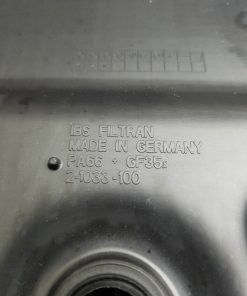 IBS FILTRAN
MADE IN GERMANY
PA66 + GF35
2-1033-100